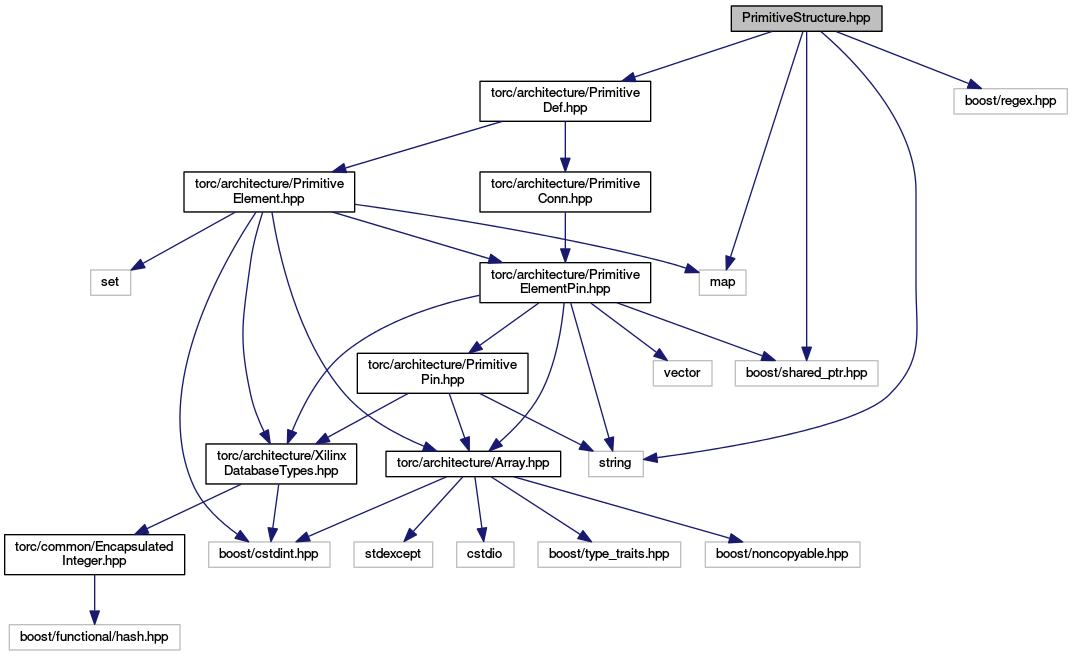 PrimitiveStructure.hpp
torc/architecture/Primitive
Def.hpp
boost/regex.hpp
torc/architecture/Primitive
Element.hpp
torc/architecture/Primitive
Conn.hpp
set
torc/architecture/Primitive
ElementPin.hpp
map
torc/architecture/Primitive
Pin.hpp
vector
boost/shared_ptr.hpp
torc/architecture/Xilinx
DatabaseTypes.hpp
torc/architecture/Array.hpp
string
torc/common/Encapsulated
Integer.hpp
boost/cstdint.hpp
stdexcept
cstdio
boost/type_traits.hpp
boost/noncopyable.hpp
boost/functional/hash.hpp